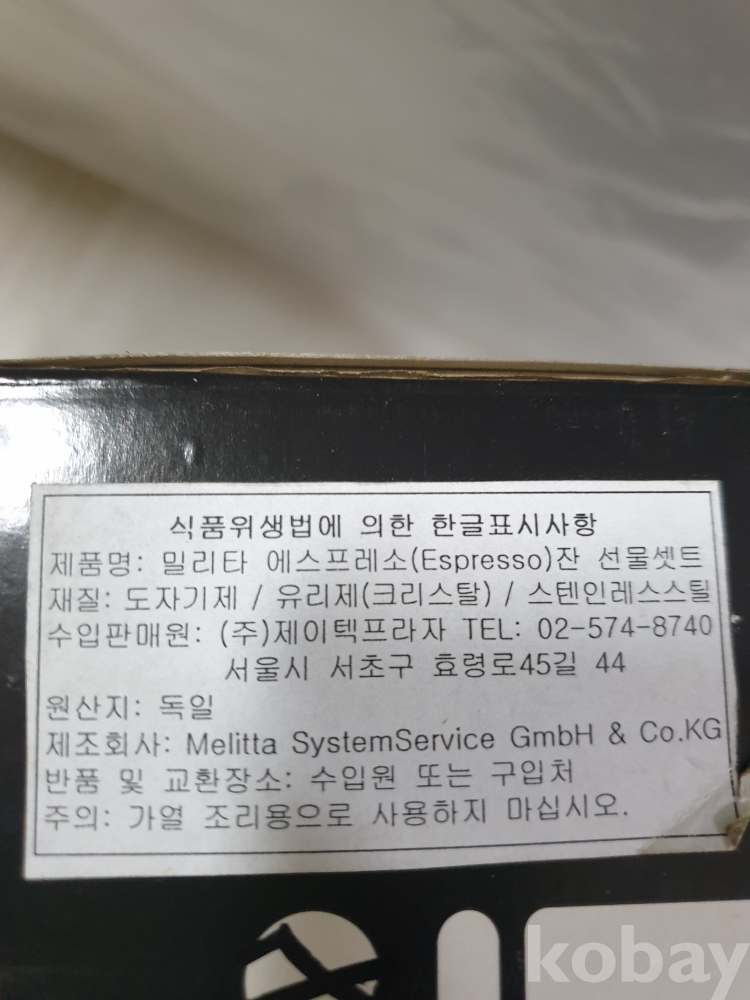 식품위생법에 의한 한글표시사항
제품명: 밀리타 에스프레소(Espresso)잔 선물셋트
재질: 도자기제 / 유리제(크리스탈) / 스텐인레스스틸
수입판매원: (주)제이텍프라자 TEL: 02-574-8740
서울시 서초구 효령로45길 44
원산지: 독일
제조회사: Melitta SystemService GmbH & Co.KG
반품 및 교환장소: 수입원 또는 구입처
주의: 가열 조리용으로 사용하지 마십시오.
kobay